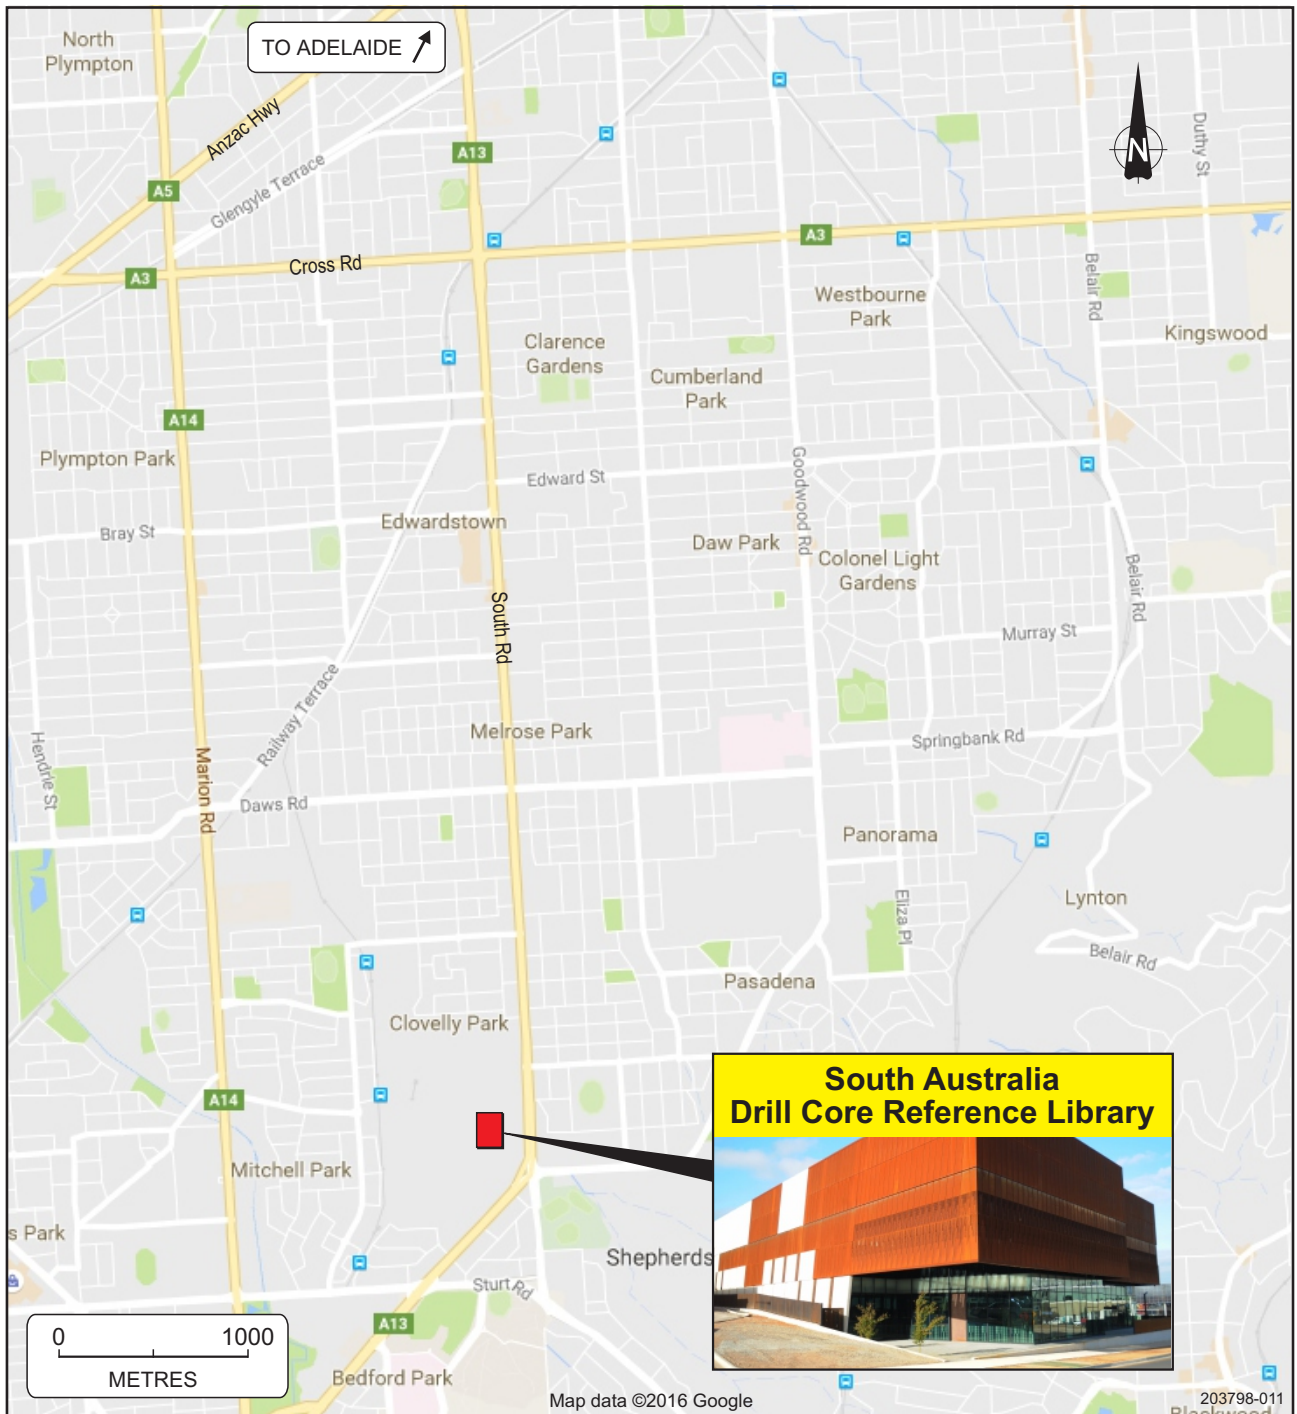 North
Plympton
TO ADELAIDE
Anzac Hwy
A13
Duthy St
N
A5
Glengyle Terrace
A3
Cross Rd
A3
Belair Rd
Westbourne
Park
Kingswood
Clarence
Gardens
Cumberland
Park
A14
Plympton Park
Edward St
Goodwood Rd
Bray St
Edwardstown
Daw Park
Colonel Light
Gardens
Belair Rd
South Rd
Murray St
Railway Terrace
Melrose Park
Springbank Rd
Hendrie St
Marion Rd
Daws Rd
Panorama
Eliza Pl
Lynton
Belair Rd
Pasadena
Clovelly Park
A14
South Australia
Drill Core Reference Library
Mitchell Park
s Park
Shepherds
Sturt Rd
A13
0 1000
METRES
Bedford Park
Map data ©2016 Google
203798-011